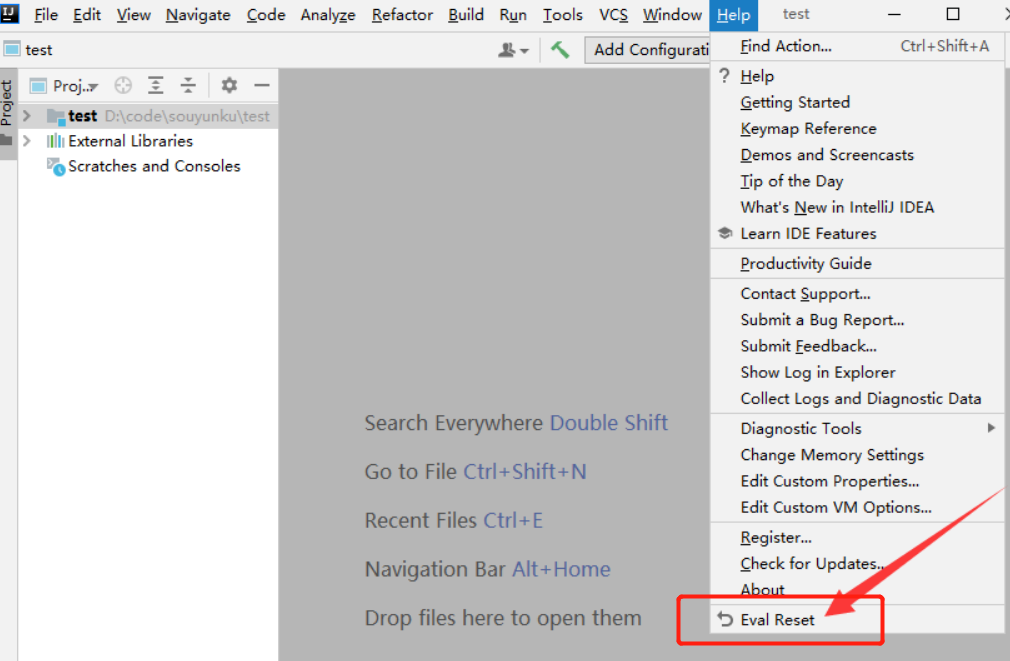 IJ File Edit View Navigate Code Analyze Refactor Build Run Tools VCS Window Help test
test Add Configurati
Project
Proj..
test D:\code\souyunku\test
External Libraries
Scratches and Consoles
Search Everywhere Double Shift
Go to File Ctrl+Shift+N
Recent Files Ctrl+E
Navigation Bar Alt+Home
Drop files here to open them
Find Action... Ctrl+Shift+A
? Help
Getting Started
Keymap Reference
Demos and Screencasts
Tip of the Day
What's New in IntelliJ IDEA
Learn IDE Features
Productivity Guide
Contact Support...
Submit a Bug Report...
Submit Feedback...
Show Log in Explorer
Collect Logs and Diagnostic Data
Diagnostic Tools
Change Memory Settings
Edit Custom Properties...
Edit Custom VM Options...
Register...
Check for Updates..
About
Eval Reset